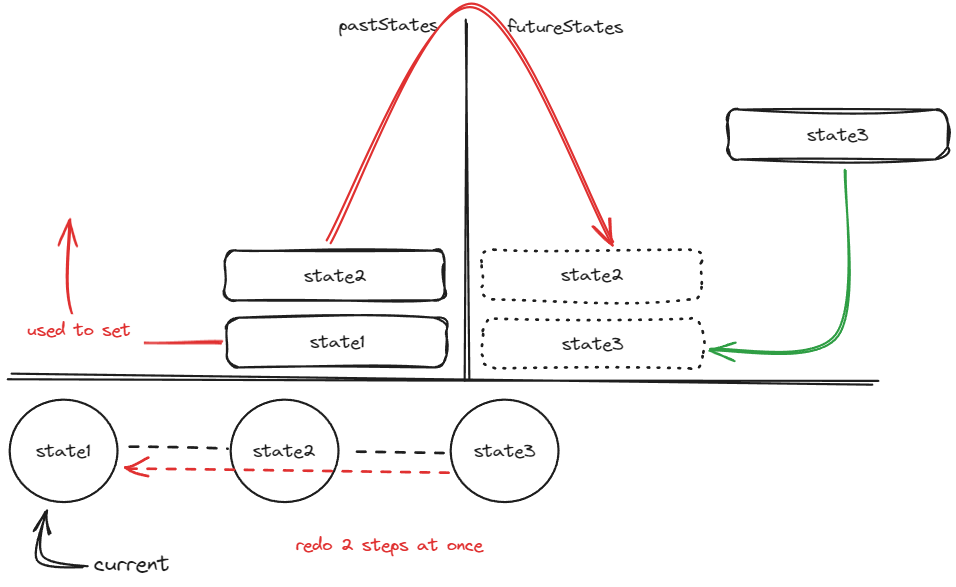 pastStates
futureStates
state3
state2
state2
used to set
state1
state3
state1
state2
state3
redo 2 steps at once
current